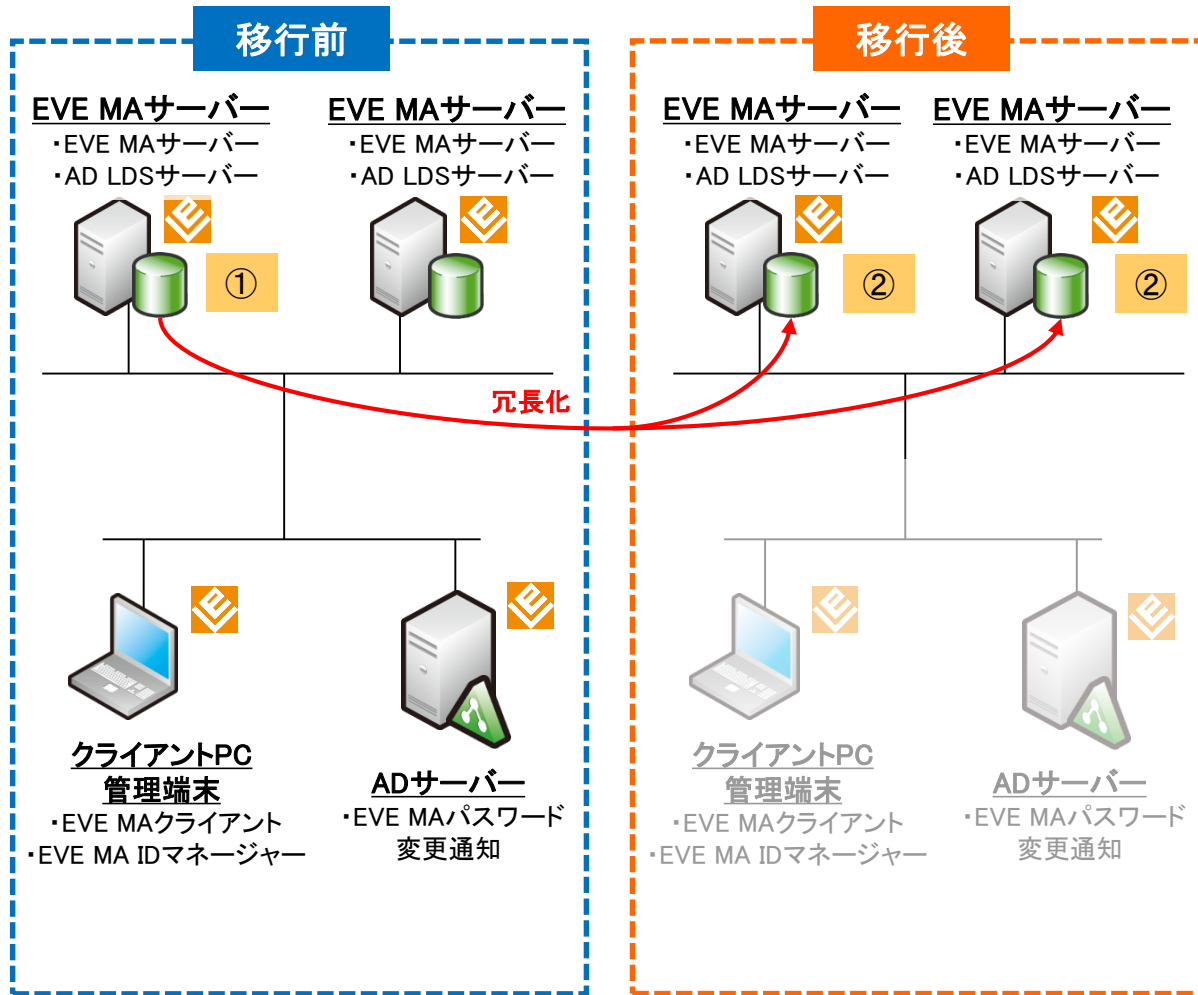 移行前
EVE MAサーバー
・EVE MAサーバー
・AD LDSサーバー
①
EVE MAサーバー
・EVE MAサーバー
・AD LDSサーバー
冗長化
クライアントPC
管理端末
・EVE MAクライアント
・EVE MA IDマネージャー
ADサーバー
・EVE MAパスワード
変更通知
移行後
EVE MAサーバー
・EVE MAサーバー
・AD LDSサーバー
②
EVE MAサーバー
・EVE MAサーバー
・AD LDSサーバー
②
クライアントPC
管理端末
・EVE MAクライアント
・EVE MA IDマネージャー
ADサーバー
・EVE MAパスワード
変更通知